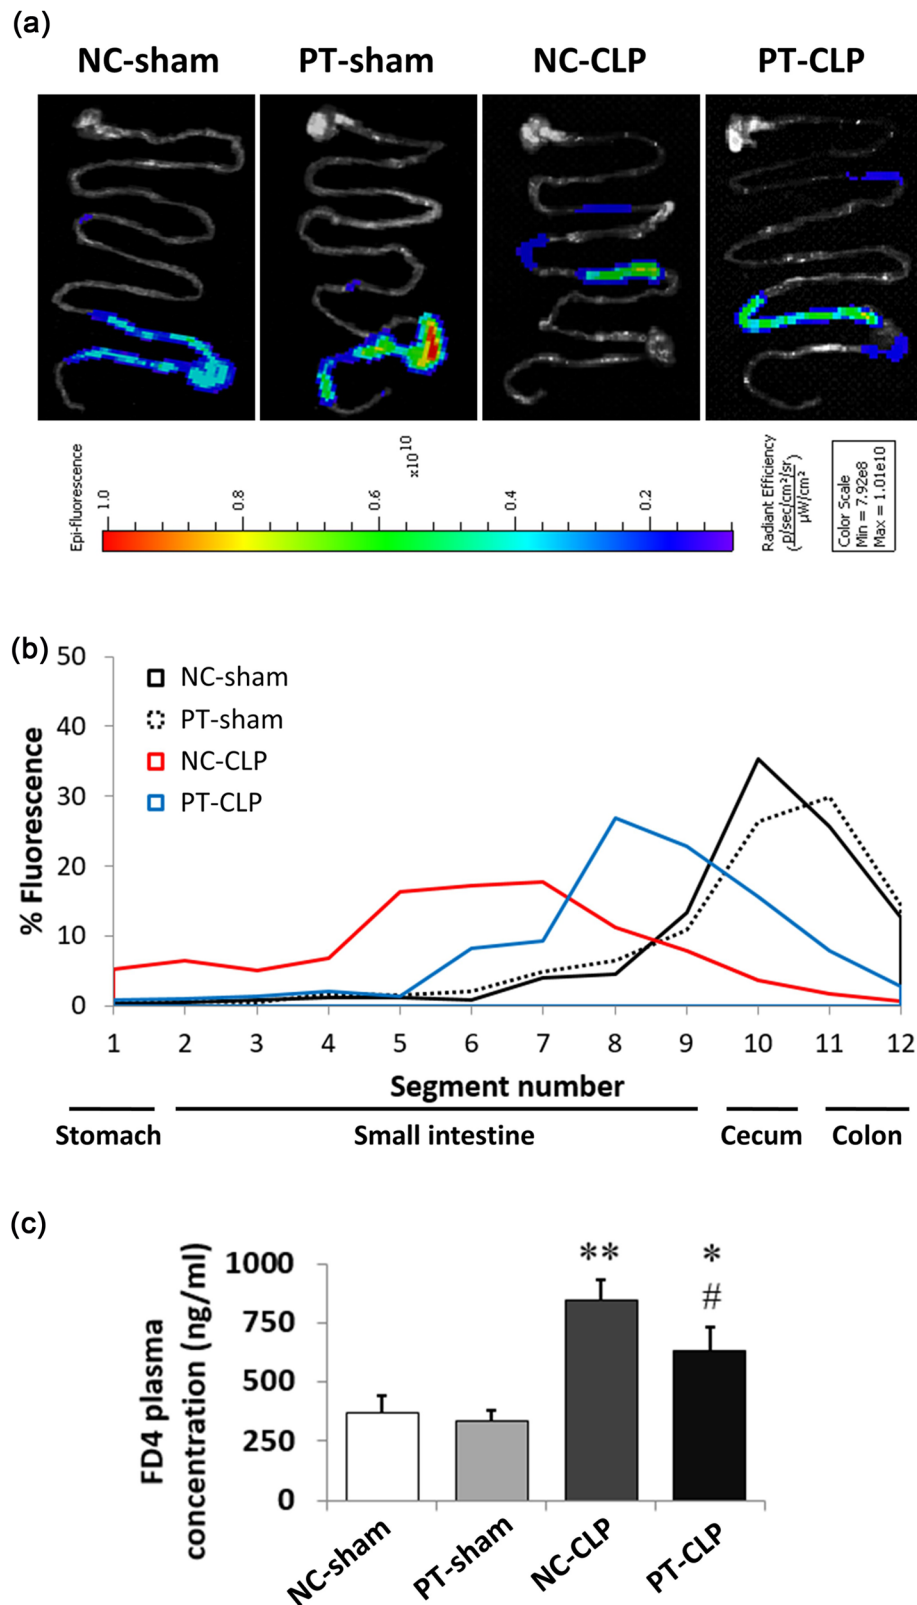 (a)
NC-sham PT-sham NC-CLP PT-CLP
Epi-fluorescence
1.0 0.8 0.6 0.4 0.2
x10^10
Radiant Efficiency
(p/sec/cm²/sr / µW/cm²)
Color Scale
Min = 7.92e8
Max = 1.01e10
(b)
% Fluorescence
50
40
30
20
10
0
NC-sham
PT-sham
NC-CLP
PT-CLP
1 2 3 4 5 6 7 8 9 10 11 12
Segment number
Stomach Small intestine Cecum Colon
(c)
FD4 plasma
concentration (ng/ml)
1000
750
500
250
0
**
*
#
NC-sham PT-sham NC-CLP PT-CLP